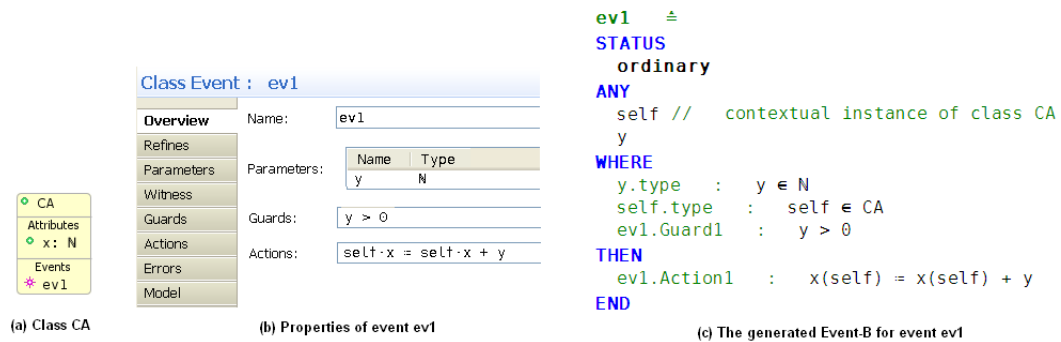 CA
Attributes
x: N
Events
ev1
(a) Class CA
Class Event : ev1
Overview
Refines
Parameters
Witness
Guards
Actions
Errors
Model
Name:
ev1
Parameters:
Name Type
y ℕ
Guards:
y > 0
Actions:
self·x ≔ self·x + y
(b) Properties of event ev1
ev1 ≙
STATUS
ordinary
ANY
self // contextual instance of class CA
y
WHERE
y.type : y ∈ ℕ
self.type : self ∈ CA
ev1.Guard1 : y > 0
THEN
ev1.Action1 : x(self) ≔ x(self) + y
END
(c) The generated Event-B for event ev1